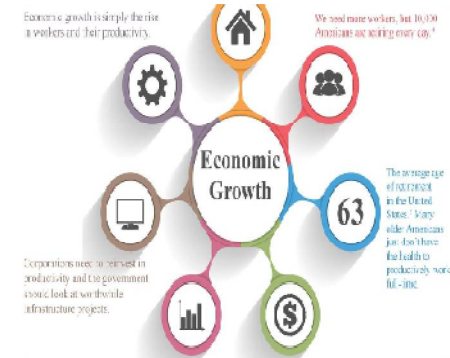 Economic growth is simply the rise
in workers and their productivity.
We need more workers, but 10,000
Americans are retiring every day.
Economic
Growth
63
The average age
of retirement
in the United
States. Many
older Americans
just don't have
the health to
productively work
full-time.
Corporations need to reinvest in
productivity and the government
should look at worthwhile
infrastructure projects.